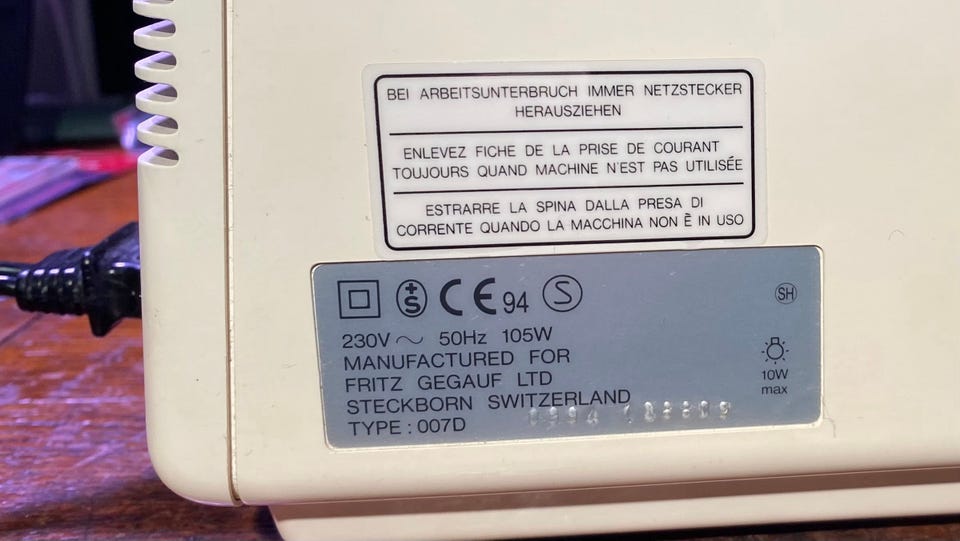 BEI ARBEITSUNTERBRUCH IMMER NETZSTECKER
HERAUSZIEHEN
ENLEVEZ FICHE DE LA PRISE DE COURANT
TOUJOURS QUAND MACHINE N'EST PAS UTILISÉE
ESTRARRE LA SPINA DALLA PRESA DI
CORRENTE QUANDO LA MACCHINA NON È IN USO
+S CE 94 S
SH
230V ~ 50Hz 105W
MANUFACTURED FOR
FRITZ GEGAUF LTD
STECKBORN SWITZERLAND
TYPE : 007D
10W
max